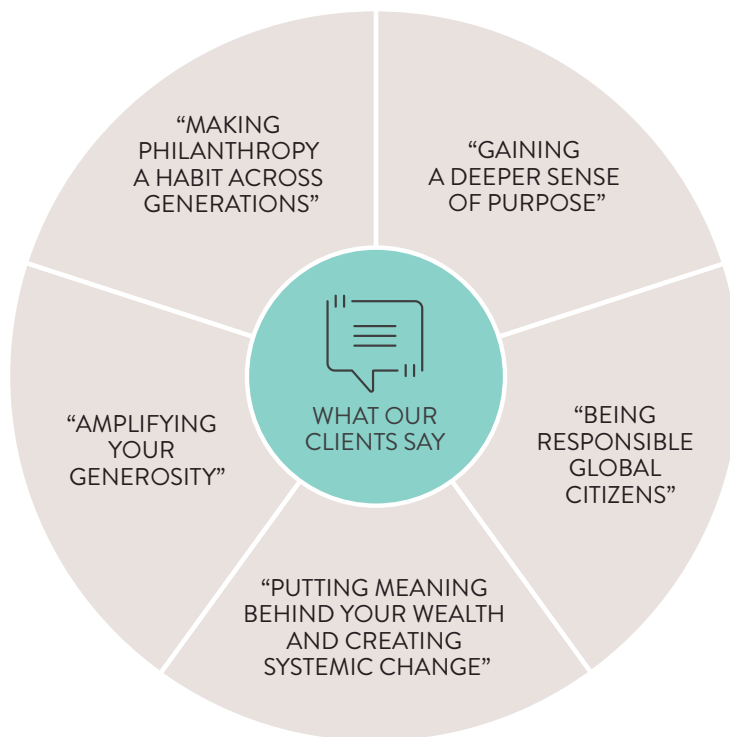 “MAKING
PHILANTHROPY
A HABIT ACROSS
GENERATIONS”
“GAINING
A DEEPER SENSE
OF PURPOSE”
“BEING
RESPONSIBLE
GLOBAL
CITIZENS”
“PUTTING MEANING
BEHIND YOUR WEALTH
AND CREATING
SYSTEMIC CHANGE”
“AMPLIFYING
YOUR
GENEROSITY”
WHAT OUR
CLIENTS SAY